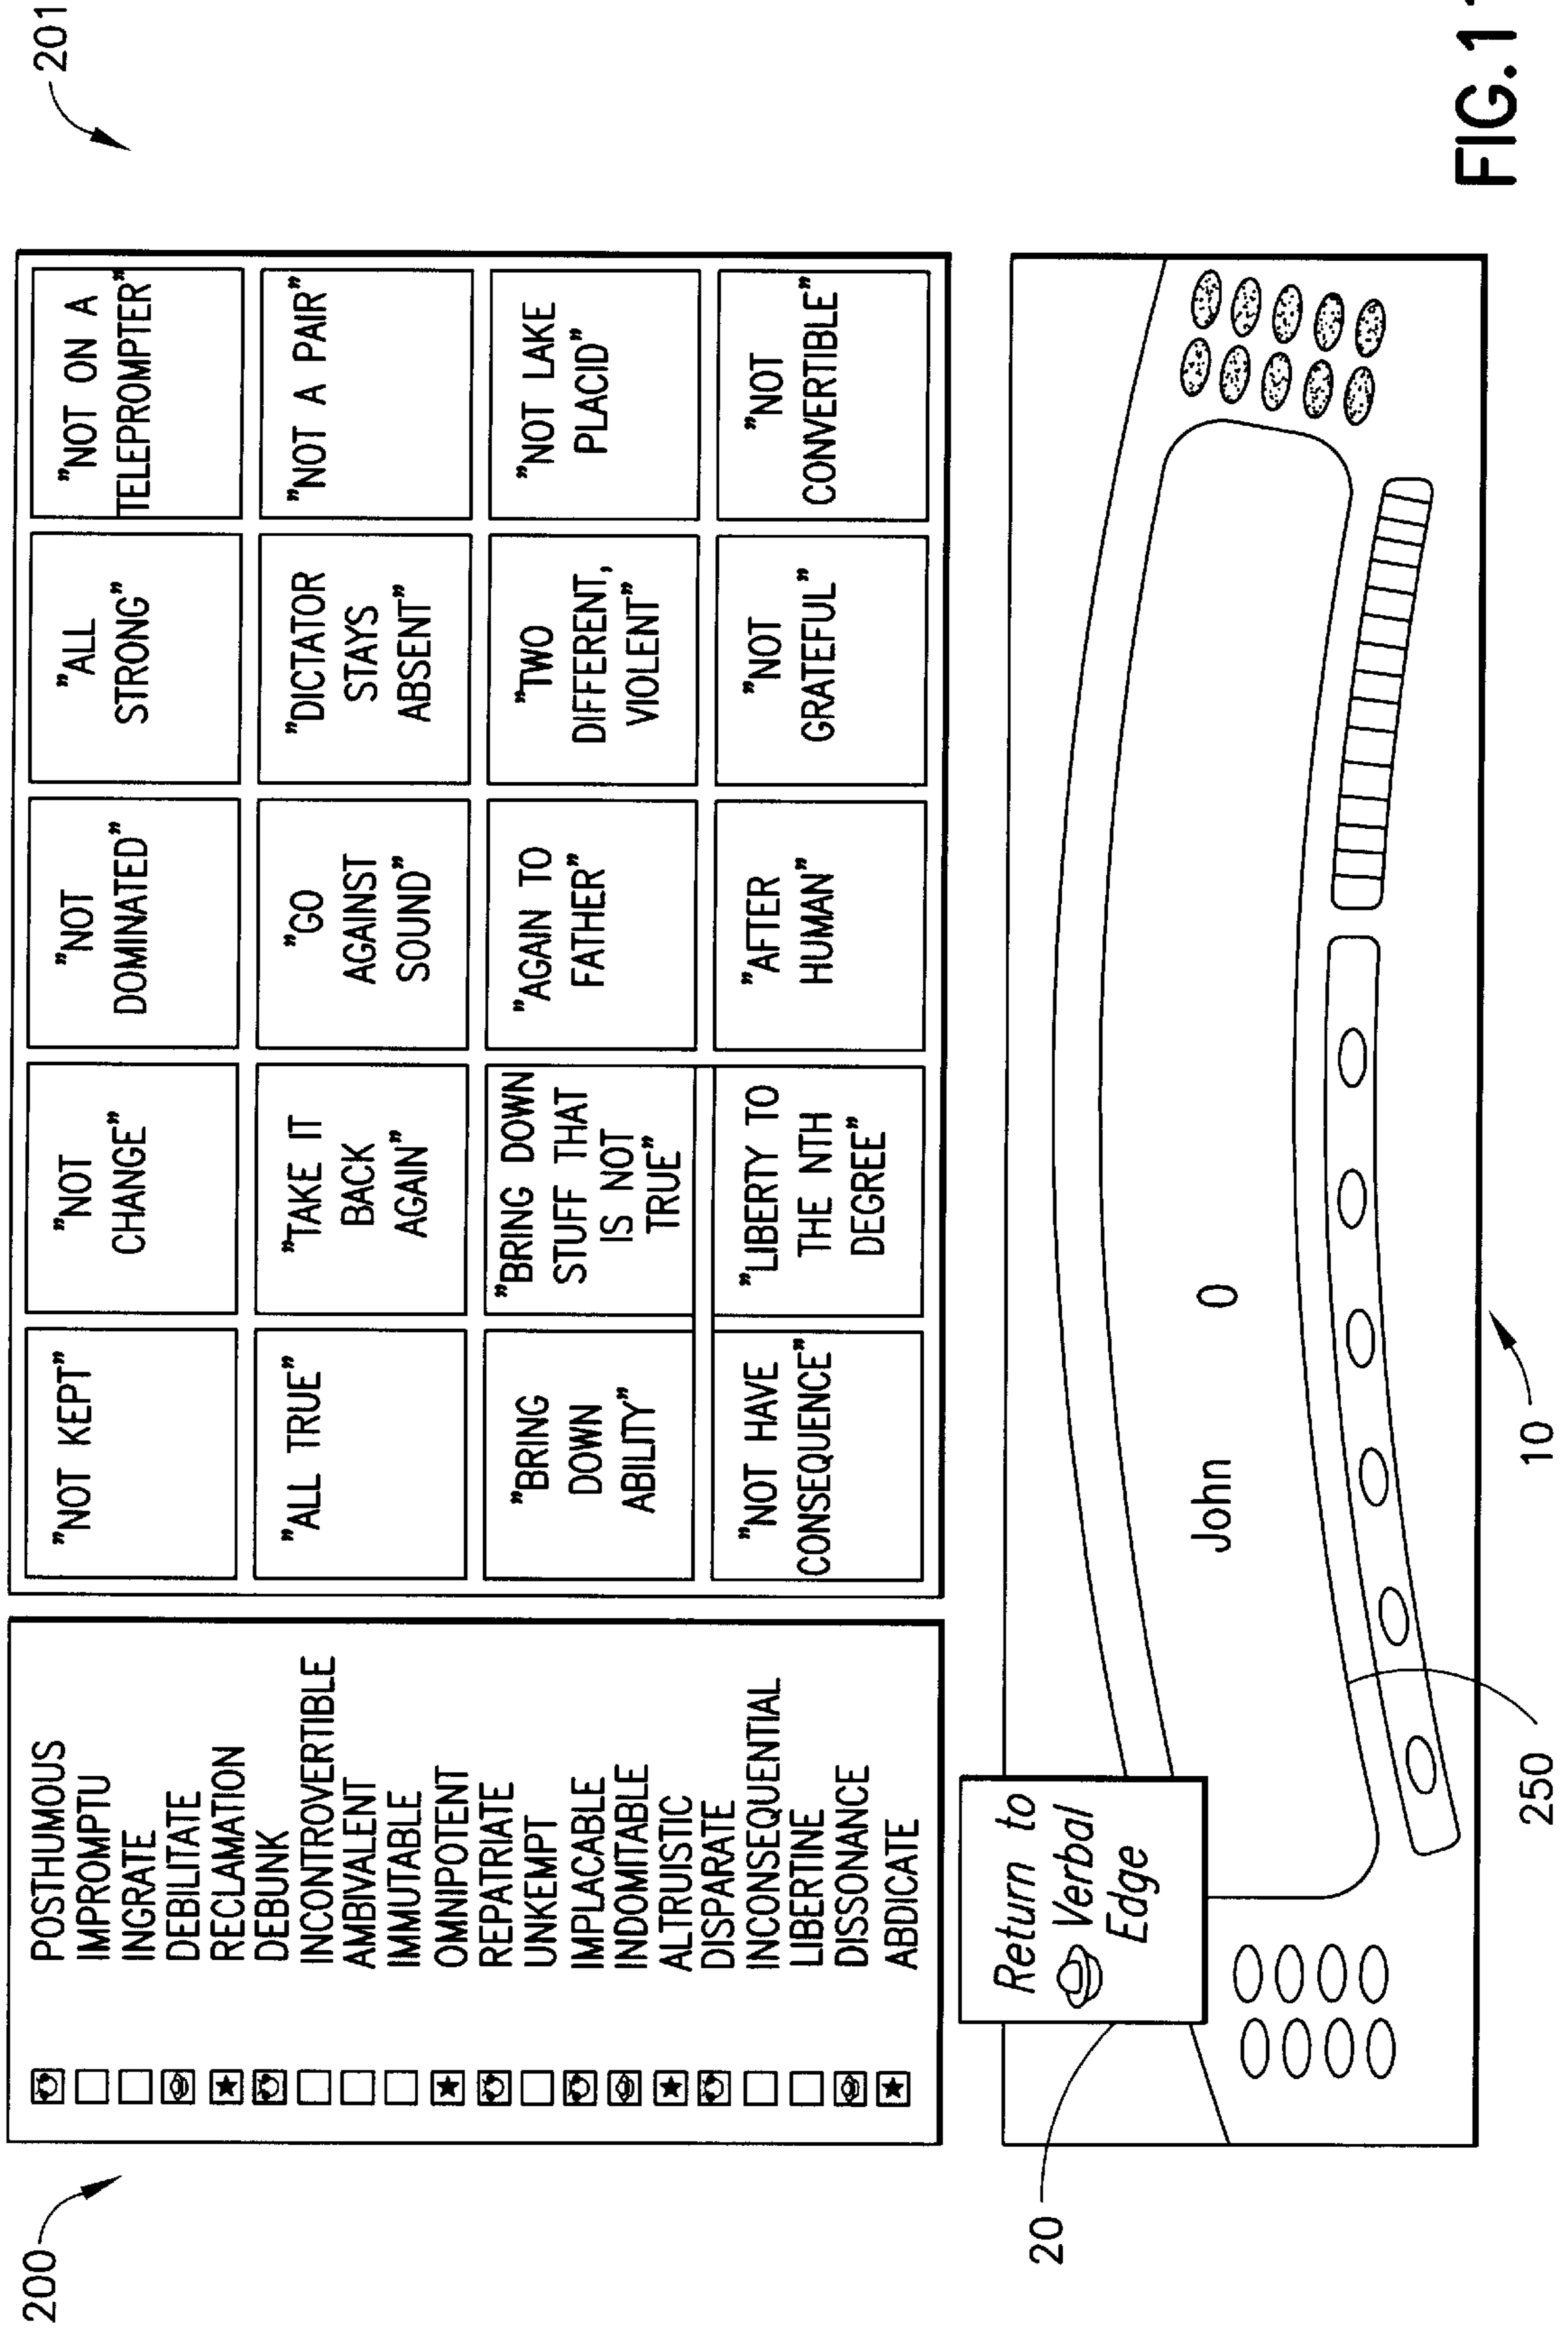 200
201
POSTHUMOUS
IMPROMPTU
INGRATE
DEBILITATE
RECLAMATION
DEBUNK
INCONTROVERTIBLE
AMBIVALENT
IMMUTABLE
OMNIPOTENT
REPATRIATE
UNKEMPT
IMPLACABLE
INDOMITABLE
ALTRUISTIC
DISPARATE
INCONSEQUENTIAL
LIBERTINE
DISSONANCE
ABDICATE
”NOT KEPT”
”NOT
CHANGE”
”NOT
DOMINATED”
”ALL
STRONG”
”NOT ON A
TELEPROMPTER”
”ALL TRUE”
”TAKE IT
BACK
AGAIN”
”GO
AGAINST
SOUND”
”DICTATOR
STAYS
ABSENT”
”NOT A PAIR”
”BRING
DOWN
ABILITY”
”BRING DOWN
STUFF THAT
IS NOT
TRUE”
”AGAIN TO
FATHER”
”TWO
DIFFERENT,
VIOLENT”
”NOT LAKE
PLACID”
”NOT HAVE
CONSEQUENCE”
”LIBERTY TO
THE NTH
DEGREE”
”AFTER
HUMAN”
”NOT
GRATEFUL”
”NOT
CONVERTIBLE”
20
Return to
Verbal
Edge
John 0
250
10
FIG.11